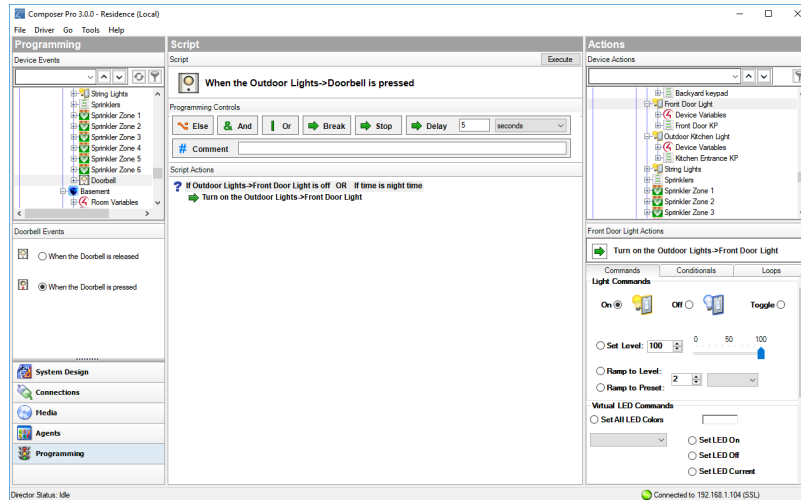 Composer Pro 3.0.0 - Residence (Local)
File Driver Go Tools Help
Programming
Device Events
String Lights
Sprinklers
Sprinkler Zone 1
Sprinkler Zone 2
Sprinkler Zone 3
Sprinkler Zone 4
Sprinkler Zone 5
Sprinkler Zone 6
Doorbell
Basement
Room Variables
Doorbell Events
When the Doorbell is released
When the Doorbell is pressed
System Design
Connections
Media
Agents
Programming
Script
Script Execute
When the Outdoor Lights->Doorbell is pressed
Programming Controls
Else & And Or Break Stop Delay 5 seconds
# Comment
Script Actions
? If Outdoor Lights->Front Door Light is off OR If time is night time
Turn on the Outdoor Lights->Front Door Light
Actions
Device Actions
Backyard keypad
Front Door Light
Device Variables
Front Door KP
Outdoor Kitchen Light
Device Variables
Kitchen Entrance KP
String Lights
Sprinklers
Sprinkler Zone 1
Sprinkler Zone 2
Sprinkler Zone 3
Front Door Light Actions
Turn on the Outdoor Lights->Front Door Light
Commands Conditionals Loops
Light Commands
On Off Toggle
Set Level: 100 0 50 100
Ramp to Level:
2
Ramp to Preset:
Virtual LED Commands
Set All LED Colors
Set LED On
Set LED Off
Set LED Current
Director Status: Idle
Connected to 192.168.1.104 (SSL)